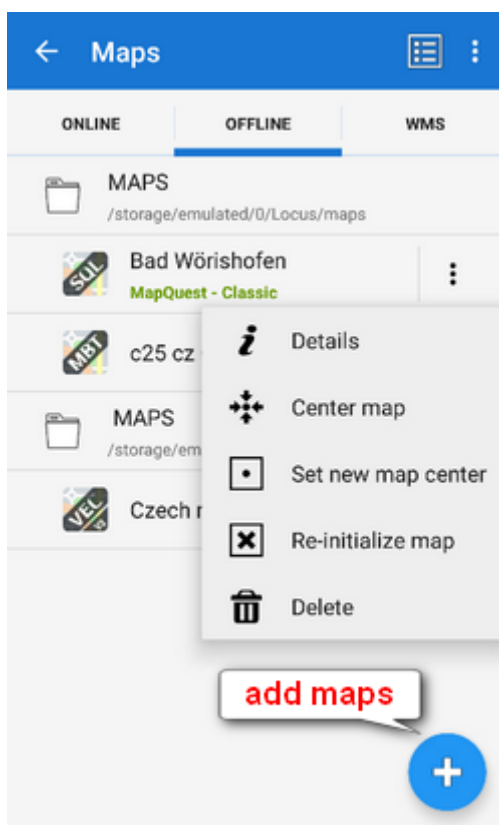 Maps
ONLINE
OFFLINE
WMS
MAPS
/storage/emulated/0/Locus/maps
SQL
Bad Wörishofen
MapQuest - Classic
MBT
c25 cz
MAPS
/storage/em
VEC
Czech
Details
Center map
Set new map center
Re-initialize map
Delete
add maps